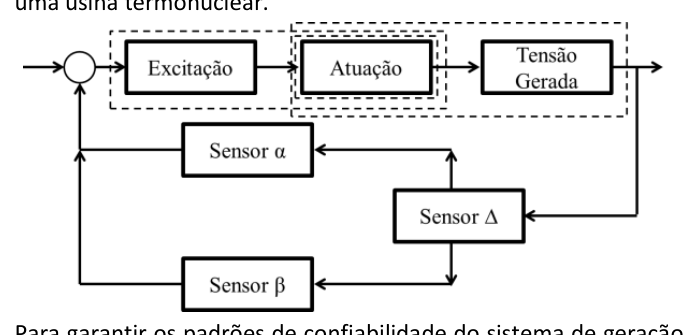 uma usina termonuclear.
Excitação
Atuação
Tensão
Gerada
Sensor α
Sensor Δ
Sensor β
Para garantir os padrões de confiabilidade do sistema de geração